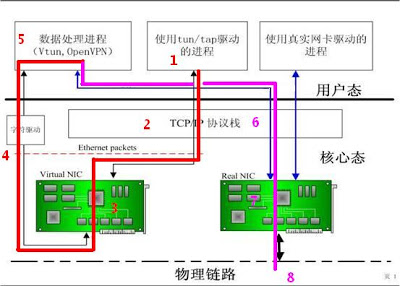 5
数据处理进程
(Vtun,OpenVPN)
使用tun/tap驱动
的进程
1
使用真实网卡驱动的
进程
用户态
字符驱动
2
TCP/IP 协议栈
6
4
Ethernet packets
核心态
Virtual NIC
Real NIC
3
物理链路
8